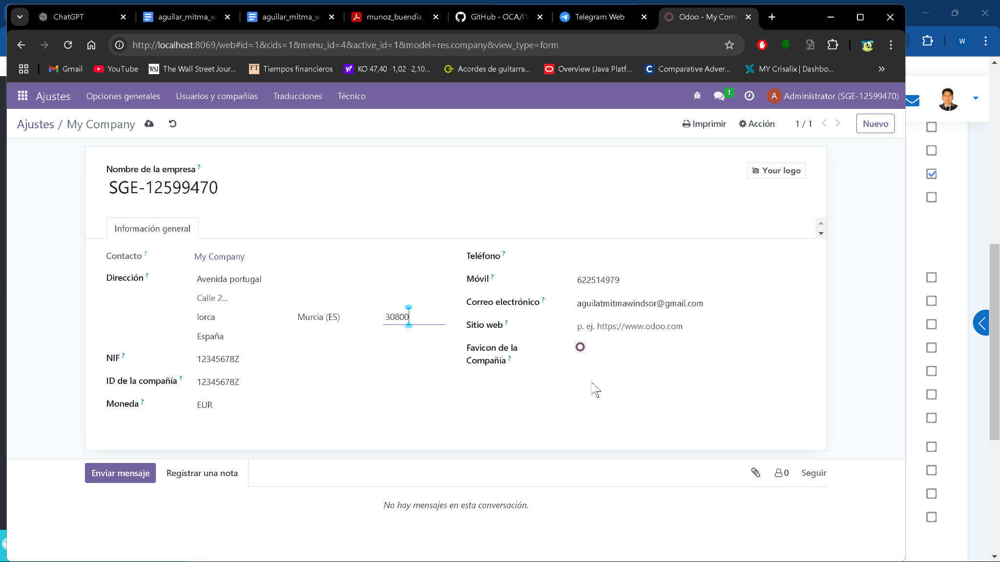 ChatGPT
aguilar_mitma_w
aguilar_mitma_w
munoz_buendia_
GitHub - OCA/l1
Telegram Web
Odoo - My Com
http://localhost:8069/web#id=1&cids=1&menu_id=4&active_id=1&model=res.company&view_type=form
W
Gmail
YouTube
WSJ The Wall Street Jour...
FT Tiempos financieros
KO 47,40 -1,02 -2,10...
Acordes de guitarra...
Overview (Java Platf...
C Comparative Adver...
MY Crisalix | Dashbo...
»
Ajustes
Opciones generales
Usuarios y compañías
Traducciones
Técnico
1
A Administrator (SGE-12599470)
Ajustes / My Company
Imprimir
Acción
1 / 1
Nuevo
Nombre de la empresa ?
SGE-12599470
Your logo
Información general
Contacto ?
My Company
Dirección ?
Avenida portugal
Calle 2...
lorca
Murcia (ES)
30800
España
NIF ?
12345678Z
ID de la compañía ?
12345678Z
Moneda ?
EUR
Teléfono ?
Móvil ?
622514979
Correo electrónico ?
aguilatmitmawindsor@gmail.com
Sitio web ?
p. ej. https://www.odoo.com
Favicon de la
Compañía ?
Enviar mensaje
Registrar una nota
0
Seguir
No hay mensajes en esta conversación.